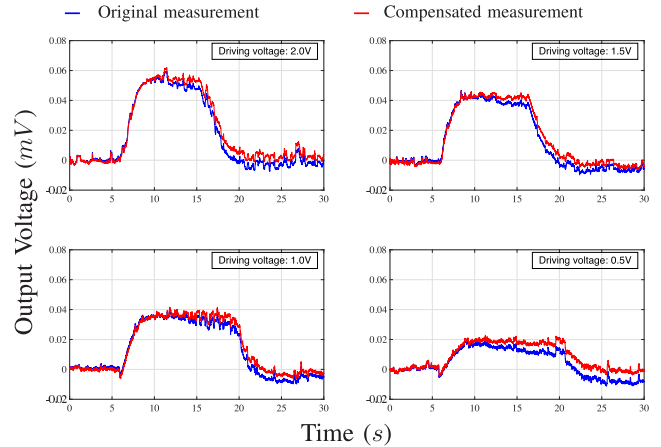 Original measurement
Compensated measurement
Output Voltage (mV)
0.08
0.06
0.04
0.02
0
-0.02
0 5 10 15 20 25 30
Driving voltage: 2.0V
0.08
0.06
0.04
0.02
0
-0.02
0 5 10 15 20 25 30
Driving voltage: 1.5V
0.08
0.06
0.04
0.02
0
-0.02
0 5 10 15 20 25 30
Driving voltage: 1.0V
0.08
0.06
0.04
0.02
0
-0.02
0 5 10 15 20 25 30
Driving voltage: 0.5V
Time (s)